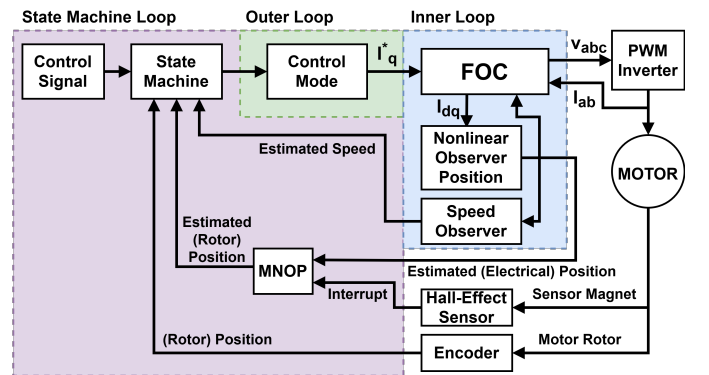 State Machine Loop
Outer Loop
Inner Loop
Control
Signal
State
Machine
Control
Mode
I*q
FOC
vabc
PWM
Inverter
Iab
Idq
Estimated Speed
Nonlinear
Observer
Position
MOTOR
Speed
Observer
Estimated
(Rotor)
Position
MNOP
Estimated (Electrical) Position
Interrupt
Hall-Effect
Sensor
Sensor Magnet
(Rotor) Position
Encoder
Motor Rotor